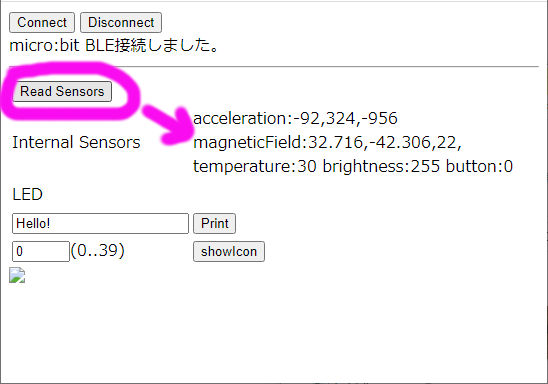 Connect Disconnect
micro:bit BLE接続しました。
Read Sensors
acceleration:-92,324,-956
Internal Sensors magneticField:32.716,-42.306,22,
temperature:30 brightness:255 button:0
LED
Hello! Print
0 (0..39) showIcon